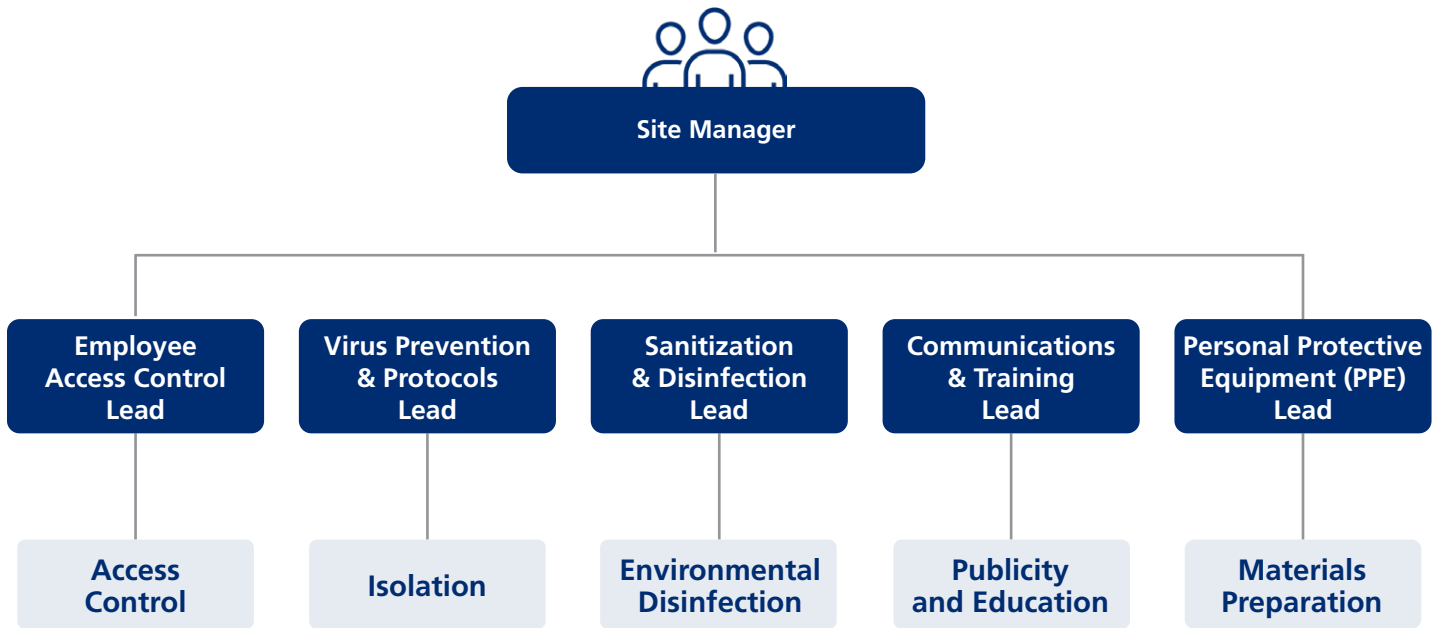 Site Manager
Employee
Access Control
Lead
Virus Prevention
& Protocols
Lead
Sanitization
& Disinfection
Lead
Communications
& Training
Lead
Personal Protective
Equipment (PPE)
Lead
Access
Control
Isolation
Environmental
Disinfection
Publicity
and Education
Materials
Preparation